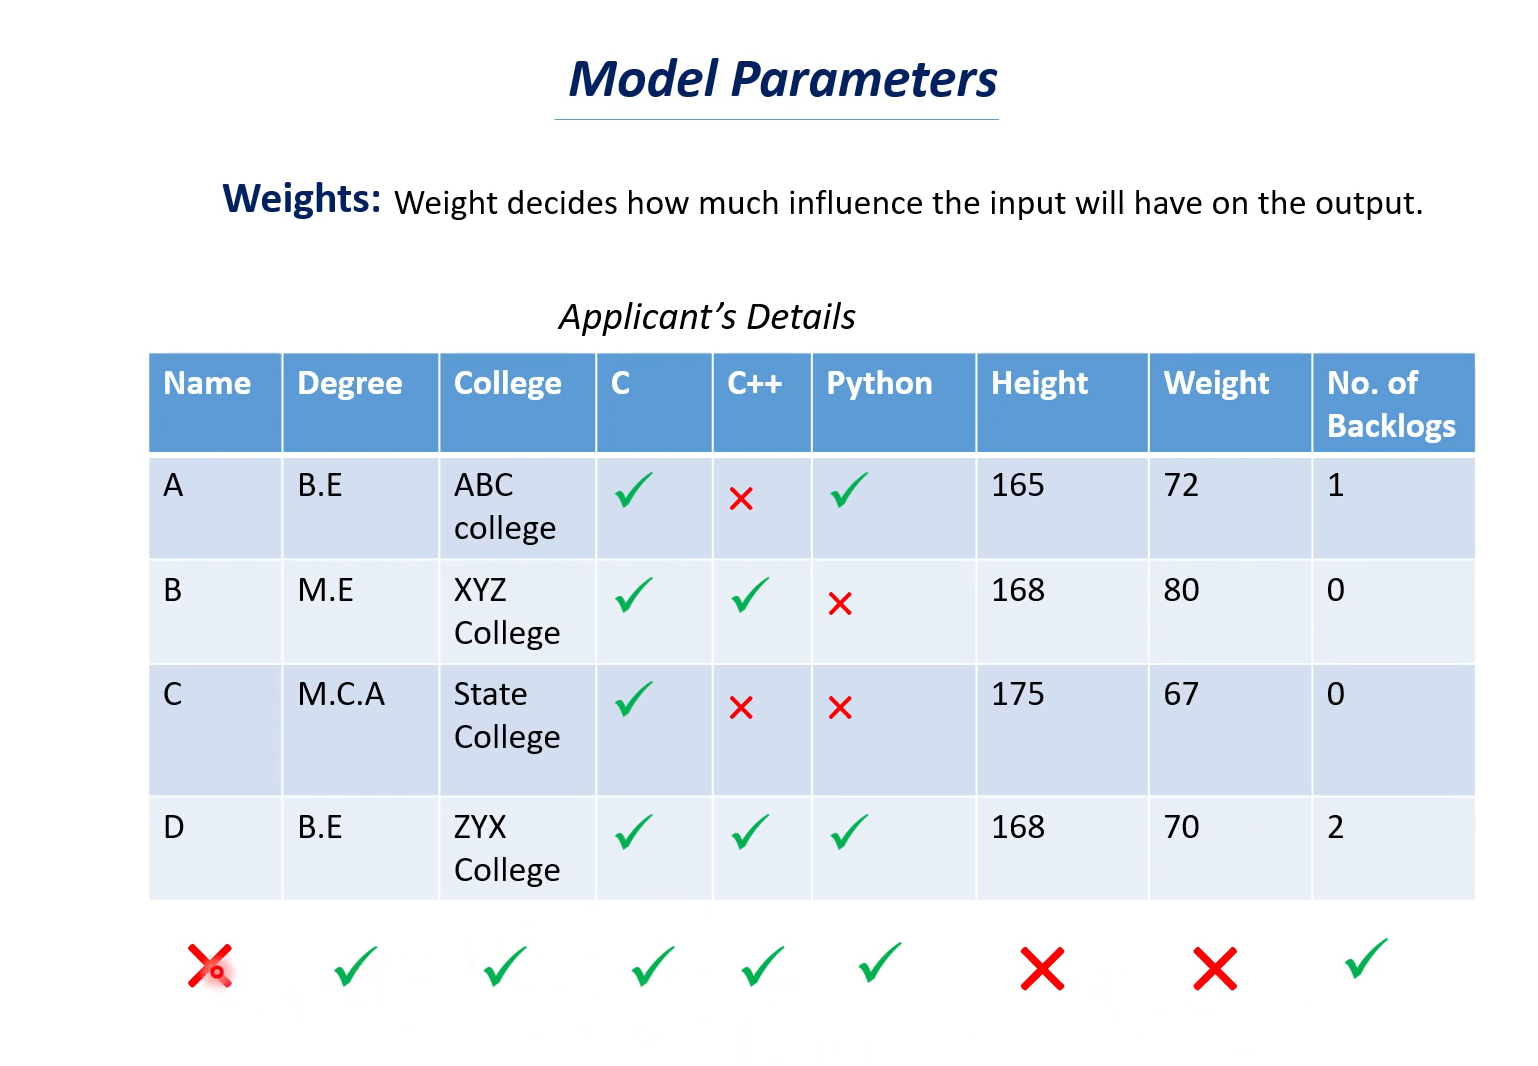 Model Parameters
Weights: Weight decides how much influence the input will have on the output.
Applicant’s Details
Name Degree College C C++ Python Height Weight No. of
Backlogs
A B.E ABC 165 72 1
college
B M.E XYZ 168 80 0
College
C M.C.A State 175 67 0
College
D B.E ZYX 168 70 2
College